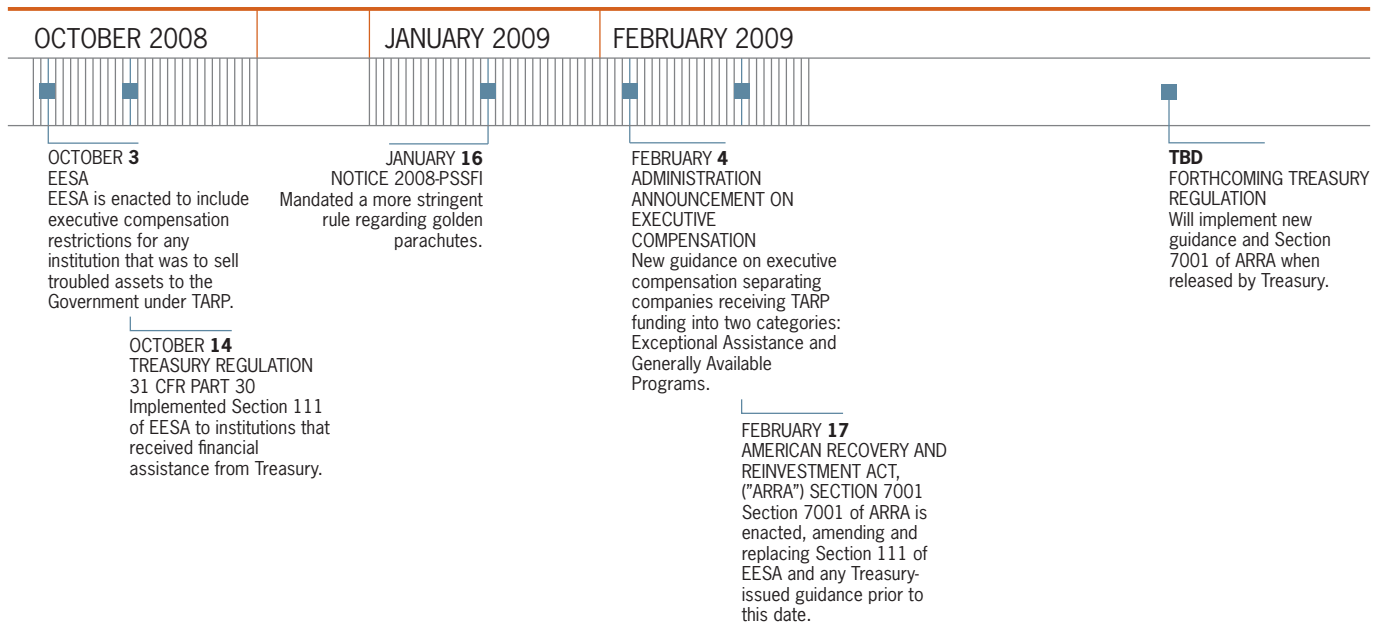 OCTOBER 2008
JANUARY 2009
FEBRUARY 2009
OCTOBER 3
EESA
EESA is enacted to include
executive compensation
restrictions for any
institution that was to sell
troubled assets to the
Government under TARP.
OCTOBER 14
TREASURY REGULATION
31 CFR PART 30
Implemented Section 111
of EESA to institutions that
received financial
assistance from Treasury.
JANUARY 16
NOTICE 2008-PSSFI
Mandated a more stringent
rule regarding golden
parachutes.
FEBRUARY 4
ADMINISTRATION
ANNOUNCEMENT ON
EXECUTIVE
COMPENSATION
New guidance on executive
compensation separating
companies receiving TARP
funding into two categories:
Exceptional Assistance and
Generally Available
Programs.
FEBRUARY 17
AMERICAN RECOVERY AND
REINVESTMENT ACT,
("ARRA") SECTION 7001
Section 7001 of ARRA is
enacted, amending and
replacing Section 111 of
EESA and any Treasury-
issued guidance prior to
this date.
TBD
FORTHCOMING TREASURY
REGULATION
Will implement new
guidance and Section
7001 of ARRA when
released by Treasury.